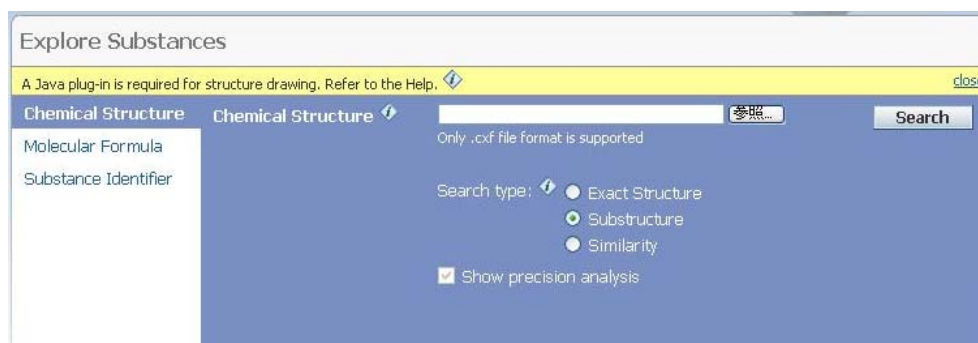 Explore Substances
A Java plug-in is required for structure drawing. Refer to the Help.
close
Chemical Structure
Molecular Formula
Substance Identifier
Chemical Structure
参照...
Search
Only .cxf file format is supported
Search type:
Exact Structure
Substructure
Similarity
Show precision analysis